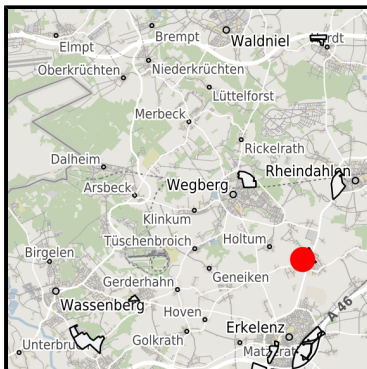 Brempt
Waldniel
Elmpt
Niederkrüchten
Oberkrüchten
Lüttelforst
Merbeck
Rickelrath
Dalheim
Rheindahlen
Arsbeck
Wegberg
Klinkum
Tüschenbroich
Holtum
Birgelen
Geneiken
Gerderhahn
Wassenberg
A 46
Hoven
Erkelenz
Golkrath